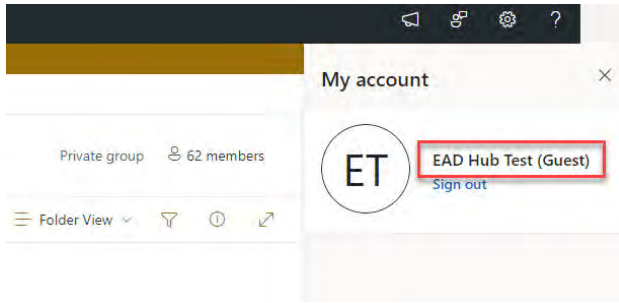 ?
My account
Private group 62 members
ET
EAD Hub Test (Guest)
Sign out
Folder View